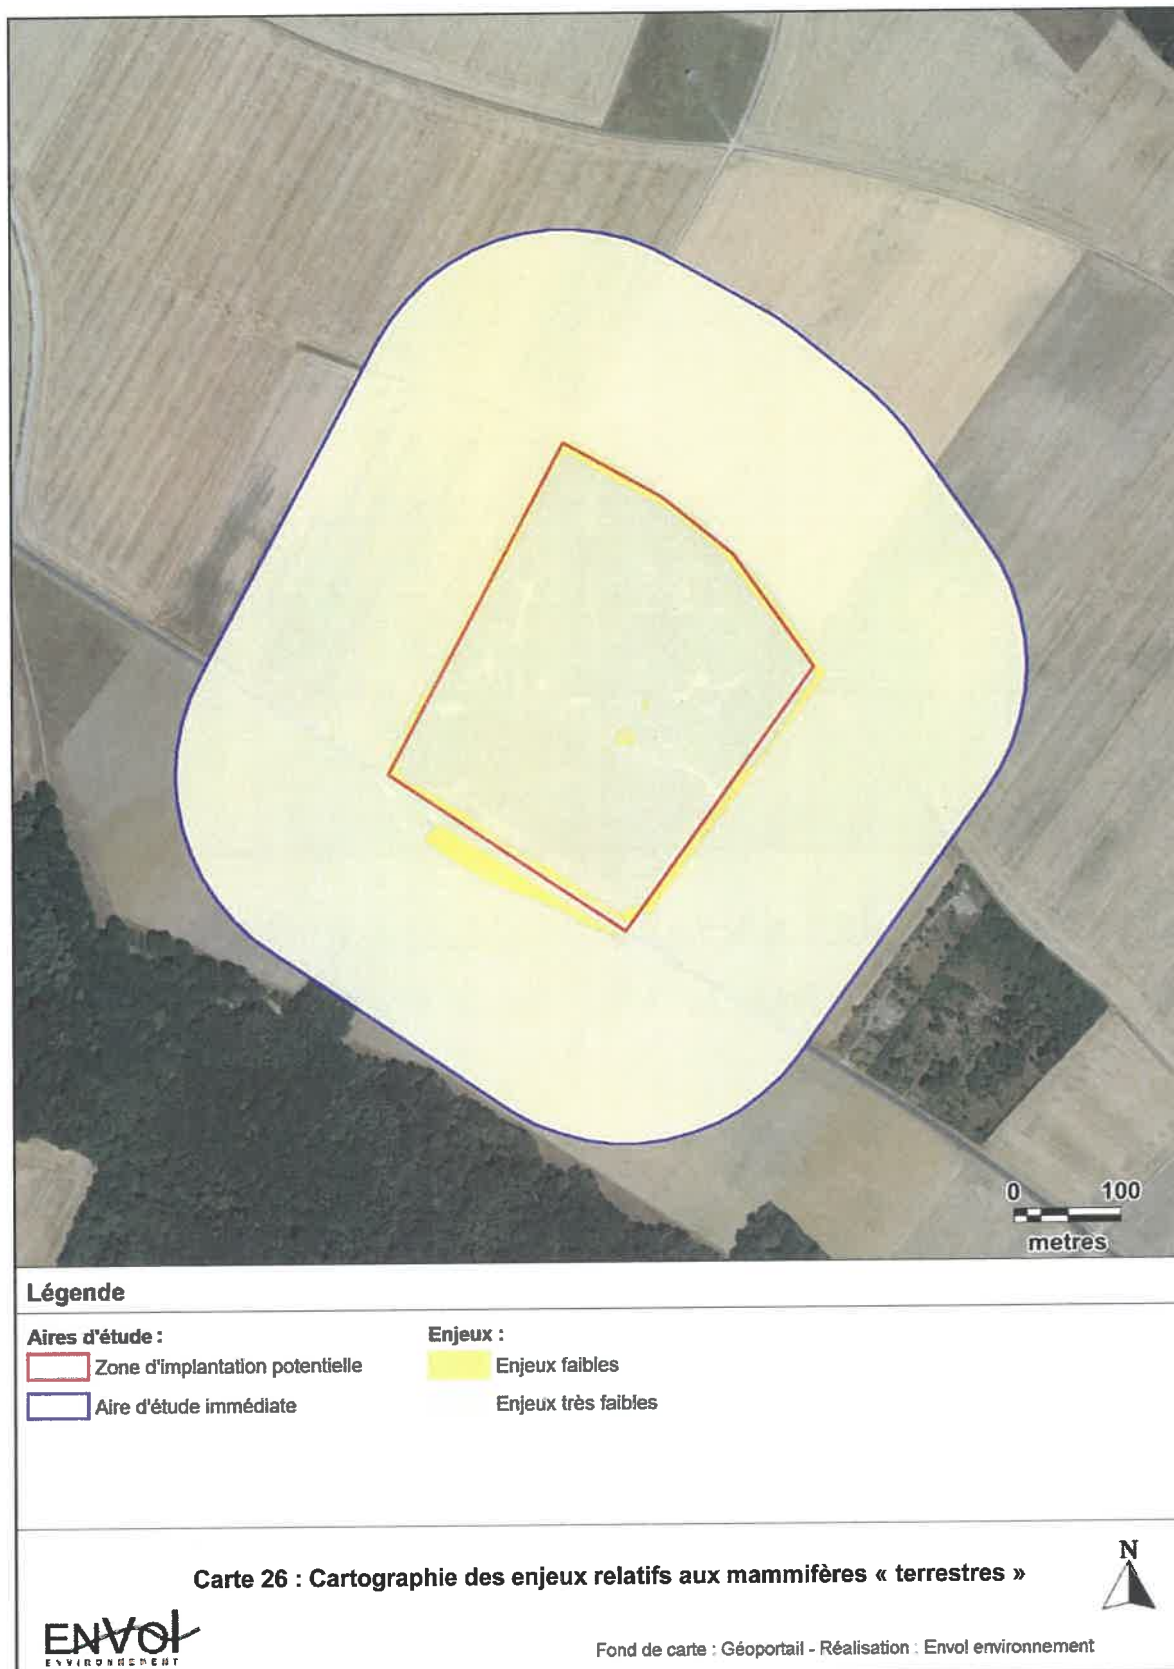 0 100
metres
Légende
Aires d'étude :
Zone d'implantation potentielle
Aire d'étude immédiate
Enjeux :
Enjeux faibles
Enjeux très faibles
Carte 26 : Cartographie des enjeux relatifs aux mammifères « terrestres »
N
ENVOL
ENVIRONNEMENT
Fond de carte : Géoportail - Réalisation : Envol environnement